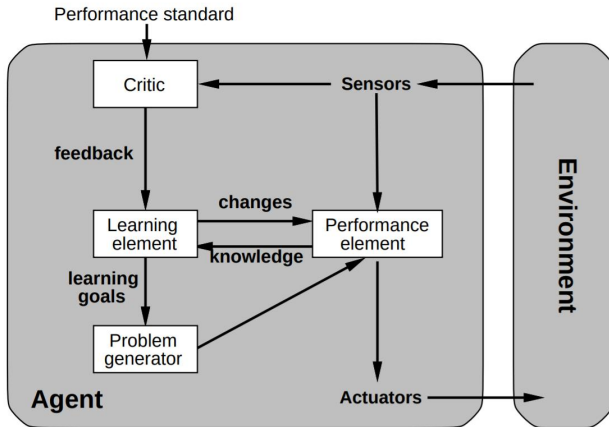 Performance standard
Critic
Sensors
feedback
changes
Learning
element
Performance
element
knowledge
learning
goals
Problem
generator
Agent
Actuators
Environment